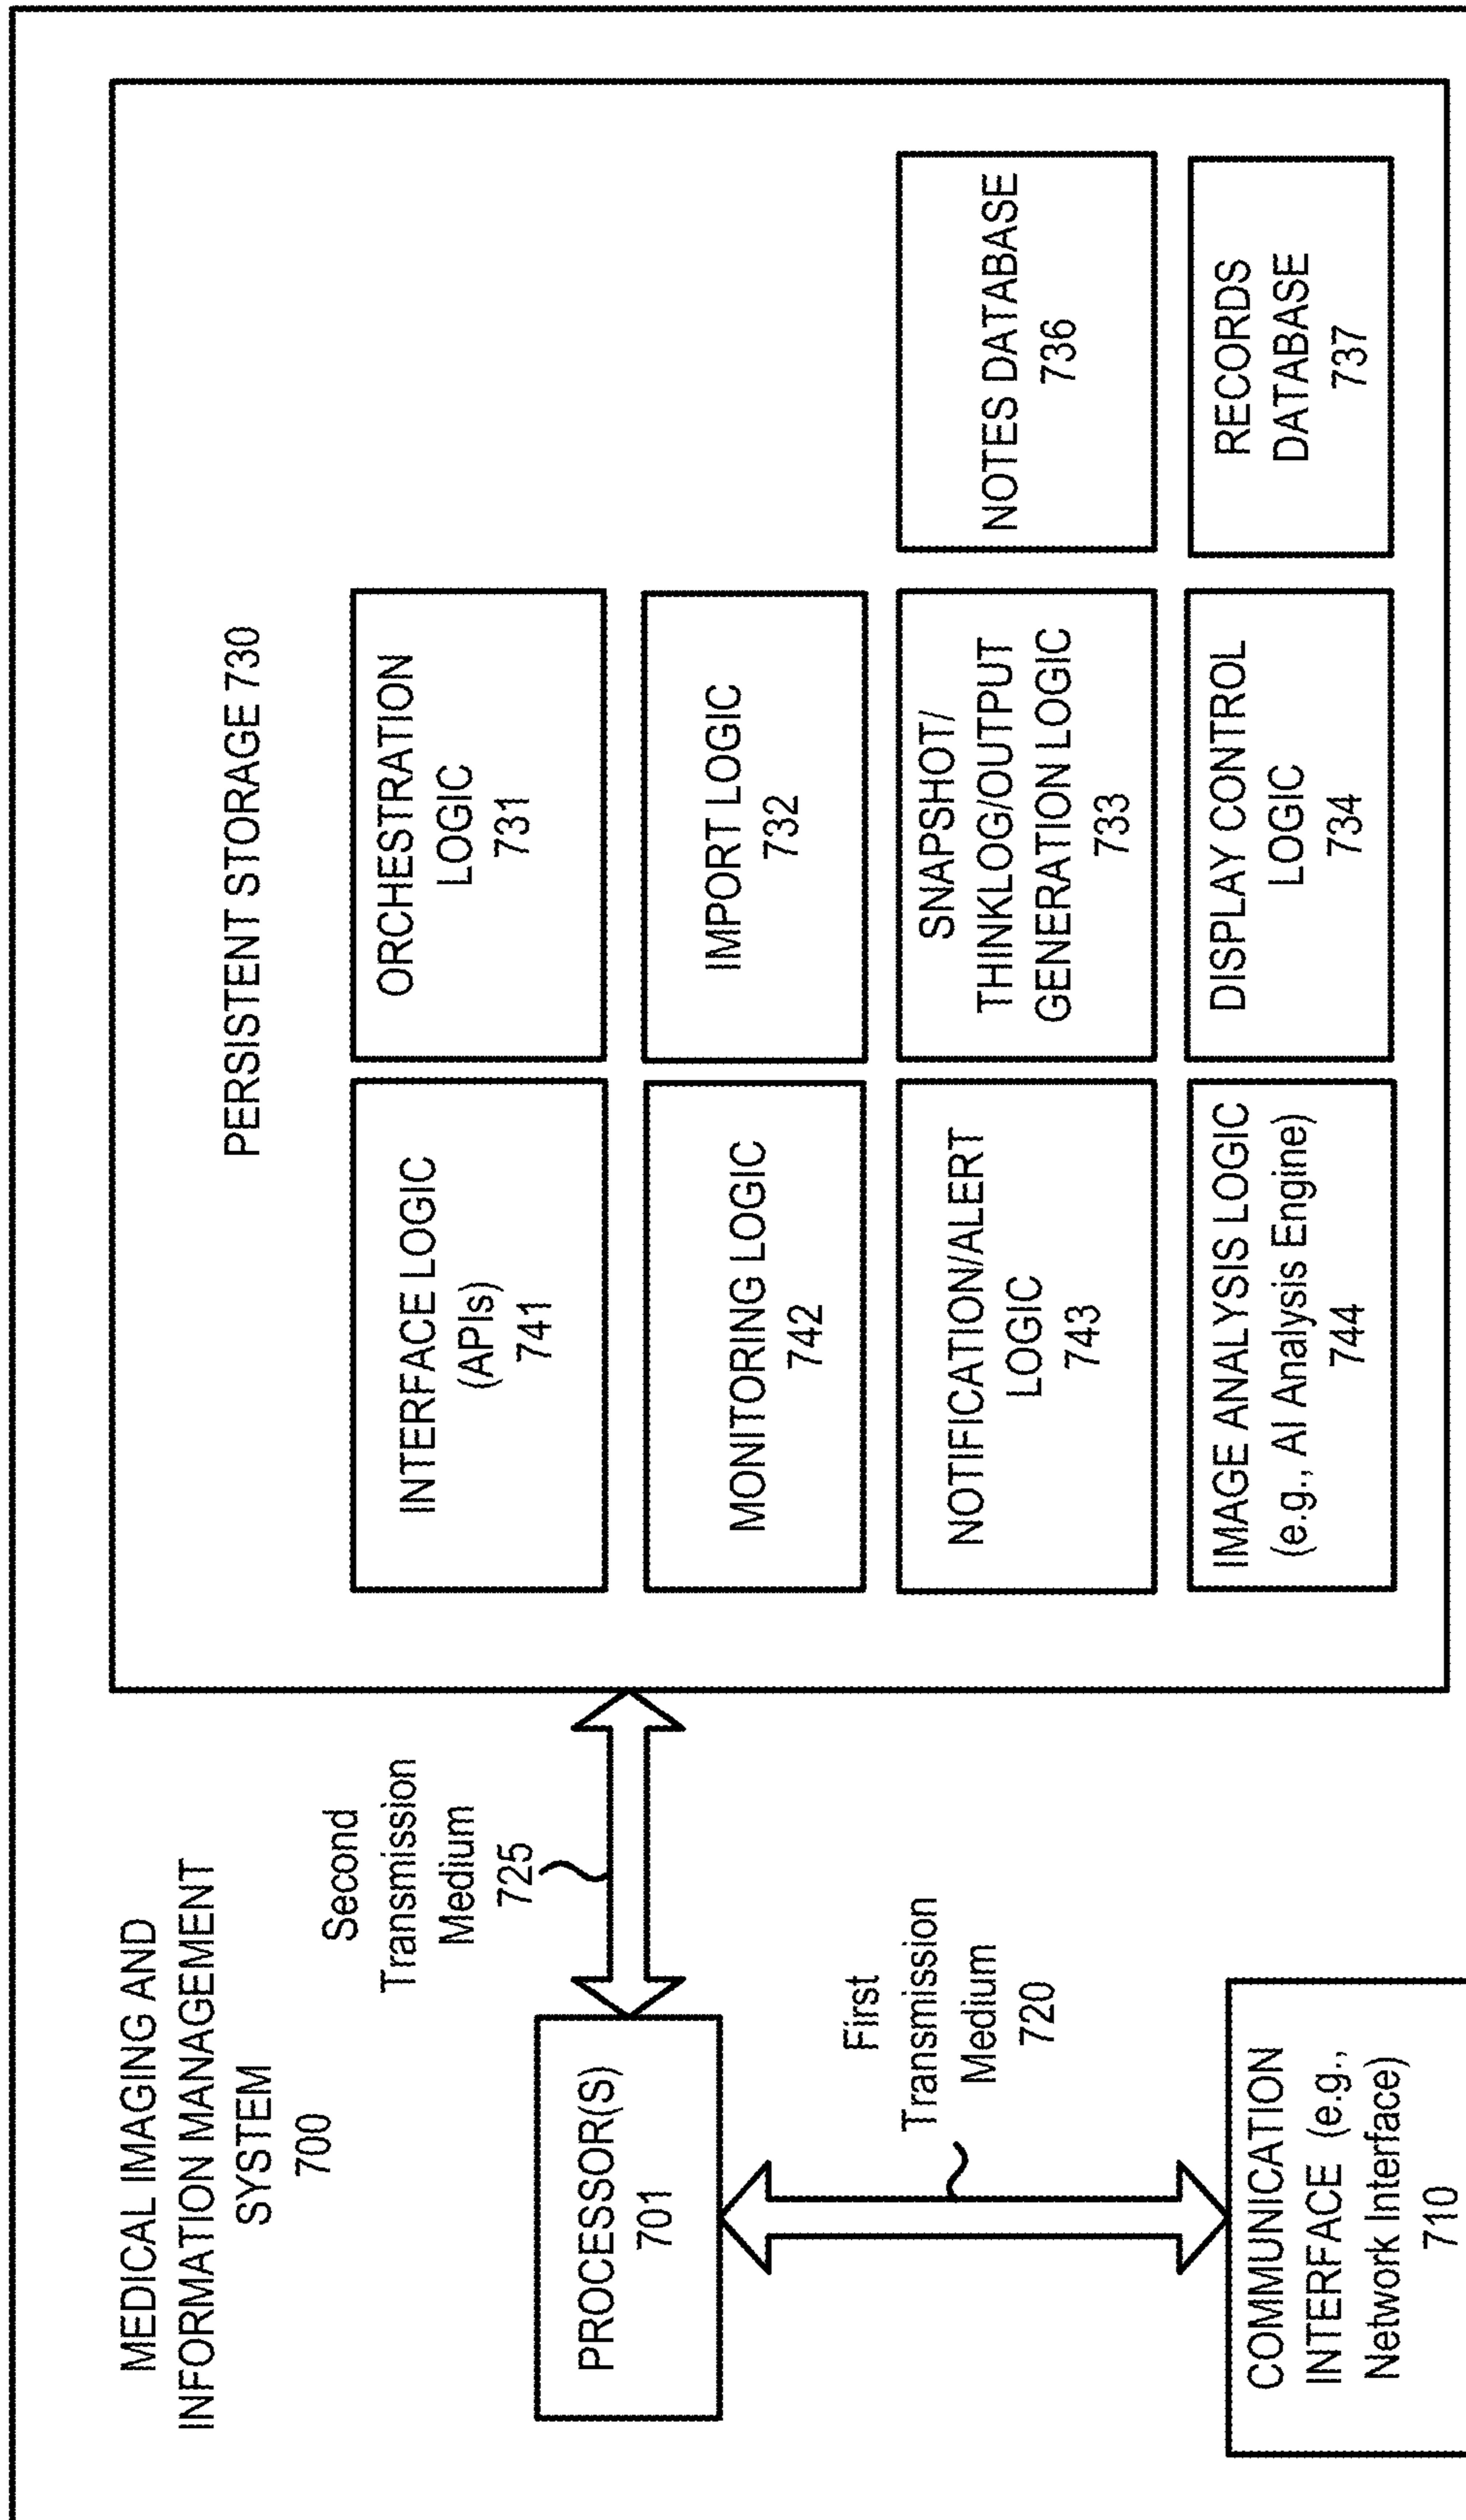 MEDICAL IMAGING AND
INFORMATION MANAGEMENT
SYSTEM
700
PROCESSOR(S)
701
Second
Transmission
Medium
725
First
Transmission
Medium
720
COMMUNICATION
INTERFACE (e.g.,
Network Interface)
710
PERSISTENT STORAGE 730
INTERFACE LOGIC
(APIs)
741
ORCHESTRATION
LOGIC
731
MONITORING LOGIC
742
IMPORT LOGIC
732
NOTIFICATION/ALERT
LOGIC
743
SNAPSHOT/
THINKLOG/OUTPUT
GENERATION LOGIC
733
NOTES DATABASE
736
IMAGE ANALYSIS LOGIC
(e.g., AI Analysis Engine)
744
DISPLAY CONTROL
LOGIC
734
RECORDS
DATABASE
737